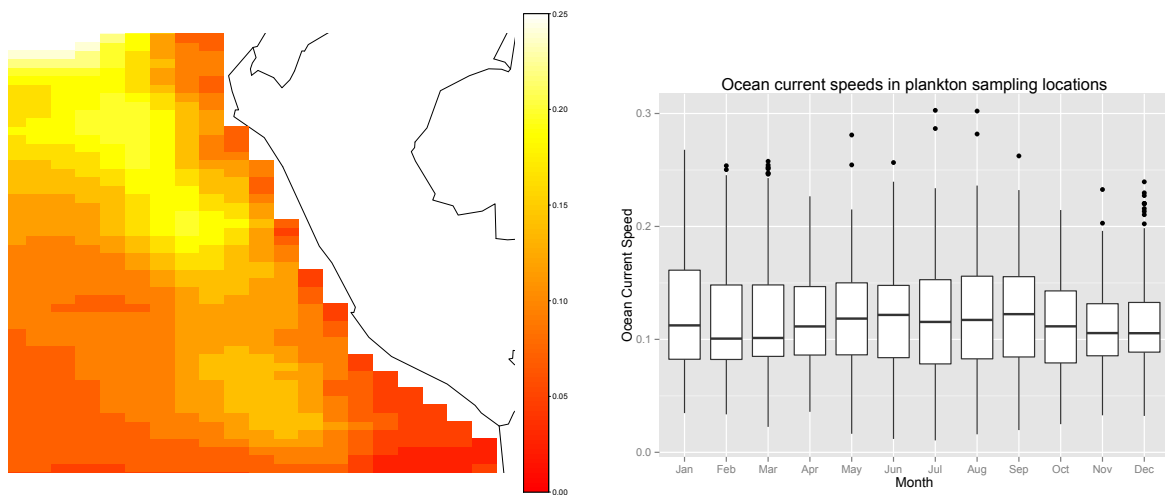 0.25
0.20
0.15
0.10
0.05
0.00
Ocean current speeds in plankton sampling locations
Ocean Current Speed
0.3
0.2
0.1
0.0
Jan Feb Mar Apr May Jun Jul Aug Sep Oct Nov Dec
Month